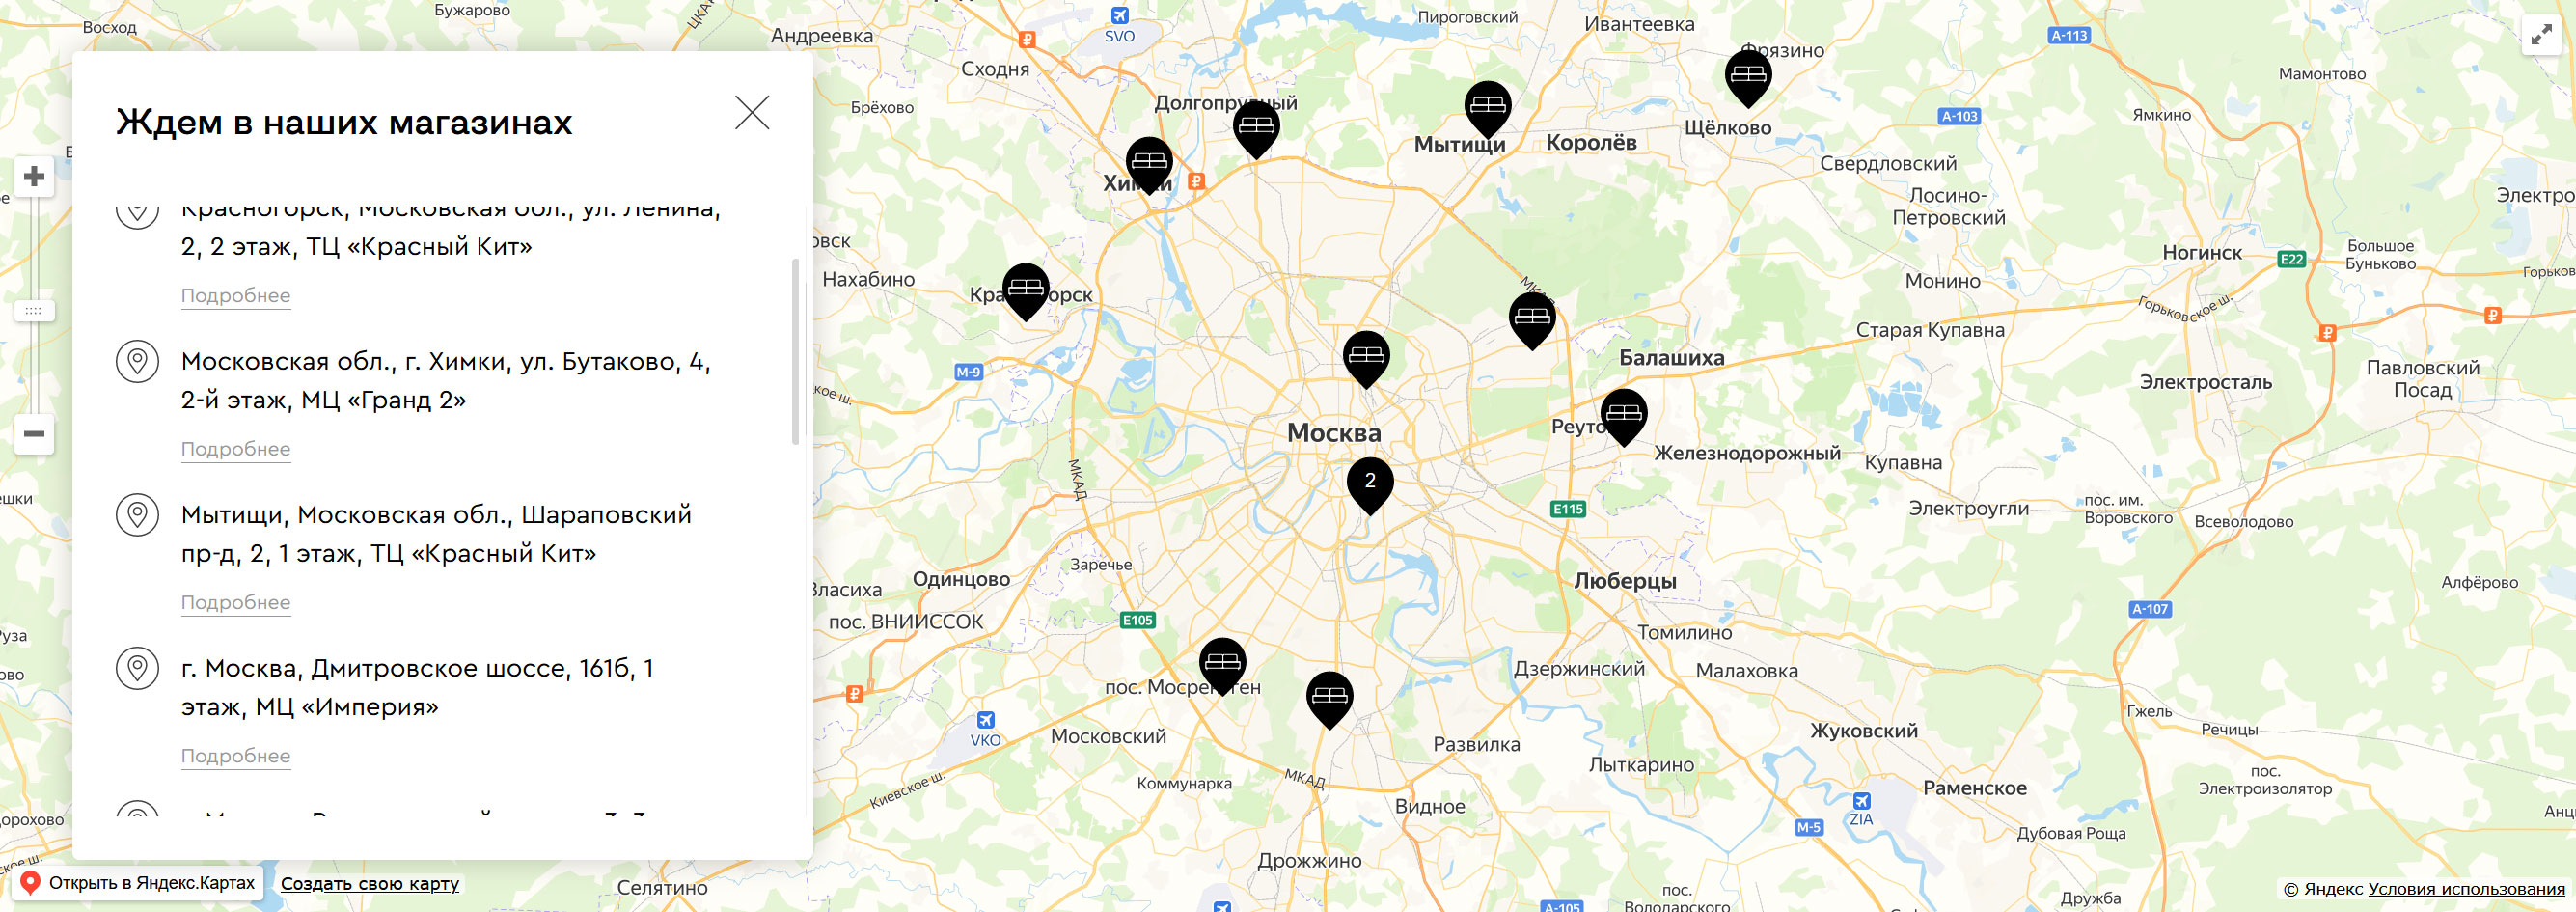 Ждем в наших магазинах
Красногорск, Московская обл., ул. Ленина,
2, 2 этаж, ТЦ «Красный Кит»
Подробнее
Московская обл., г. Химки, ул. Бутаково, 4,
2-й этаж, МЦ «Гранд 2»
Подробнее
Мытищи, Московская обл., Шараповский
пр-д, 2, 1 этаж, ТЦ «Красный Кит»
Подробнее
г. Москва, Дмитровское шоссе, 161б, 1
этаж, МЦ «Империя»
Подробнее
Открыть в Яндекс.Картах
Создать свою карту
Восход
Бужарово
Андреевка
SVO
Пироговский
Ивантеевка
A-113
Фрязино
Мамонтово
Сходня
Брёхово
Долгопрудный
Мытищи
Королёв
Щёлково
A-103
Ямкино
Химки
Свердловский
Лосино-
Петровский
Электро
овск
Нахабино
Красногорск
МКАД
Монино
Ногинск
E22
Большое
Буньково
Горьков
Горьковское ш.
Старая Купавна
M-9
Балашиха
Электросталь
Павловский
Посад
кое ш.
Москва
Реуто
Железнодорожный
Купавна
2
МКАД
E115
Электроугли
пос. им.
Воровского
Всеволодово
Заречье
Власиха
Одинцово
Люберцы
Алфёрово
A-107
пос. ВНИИССОК
E105
Томилино
Дзержинский
Малаховка
пос. Мосрентген
Гжель
Речицы
VKO
Московский
Развилка
Жуковский
Лыткарино
Коммунарка
МКАД
Киевское ш.
пос.
Электроизолятор
Раменское
Видное
ZIA
M-5
Дубовая Роща
Дрожжино
Селятино
A-105
пос.
Володарского
Дружба
© Яндекс Условия использования